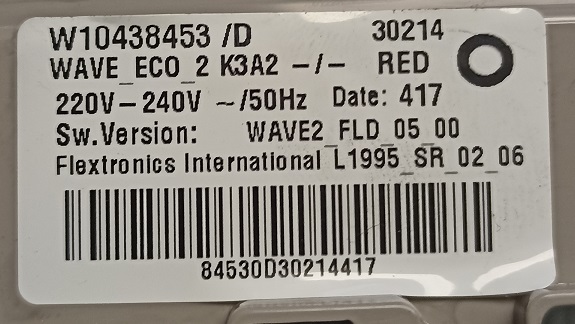 W10438453 /D 30214
WAVE_ECO_2 K3A2 –/– RED
220V–240V ~/50Hz Date: 417
Sw.Version: WAVE2_FLD_05_00
Flextronics International L1995_SR_02_06
84530D30214417